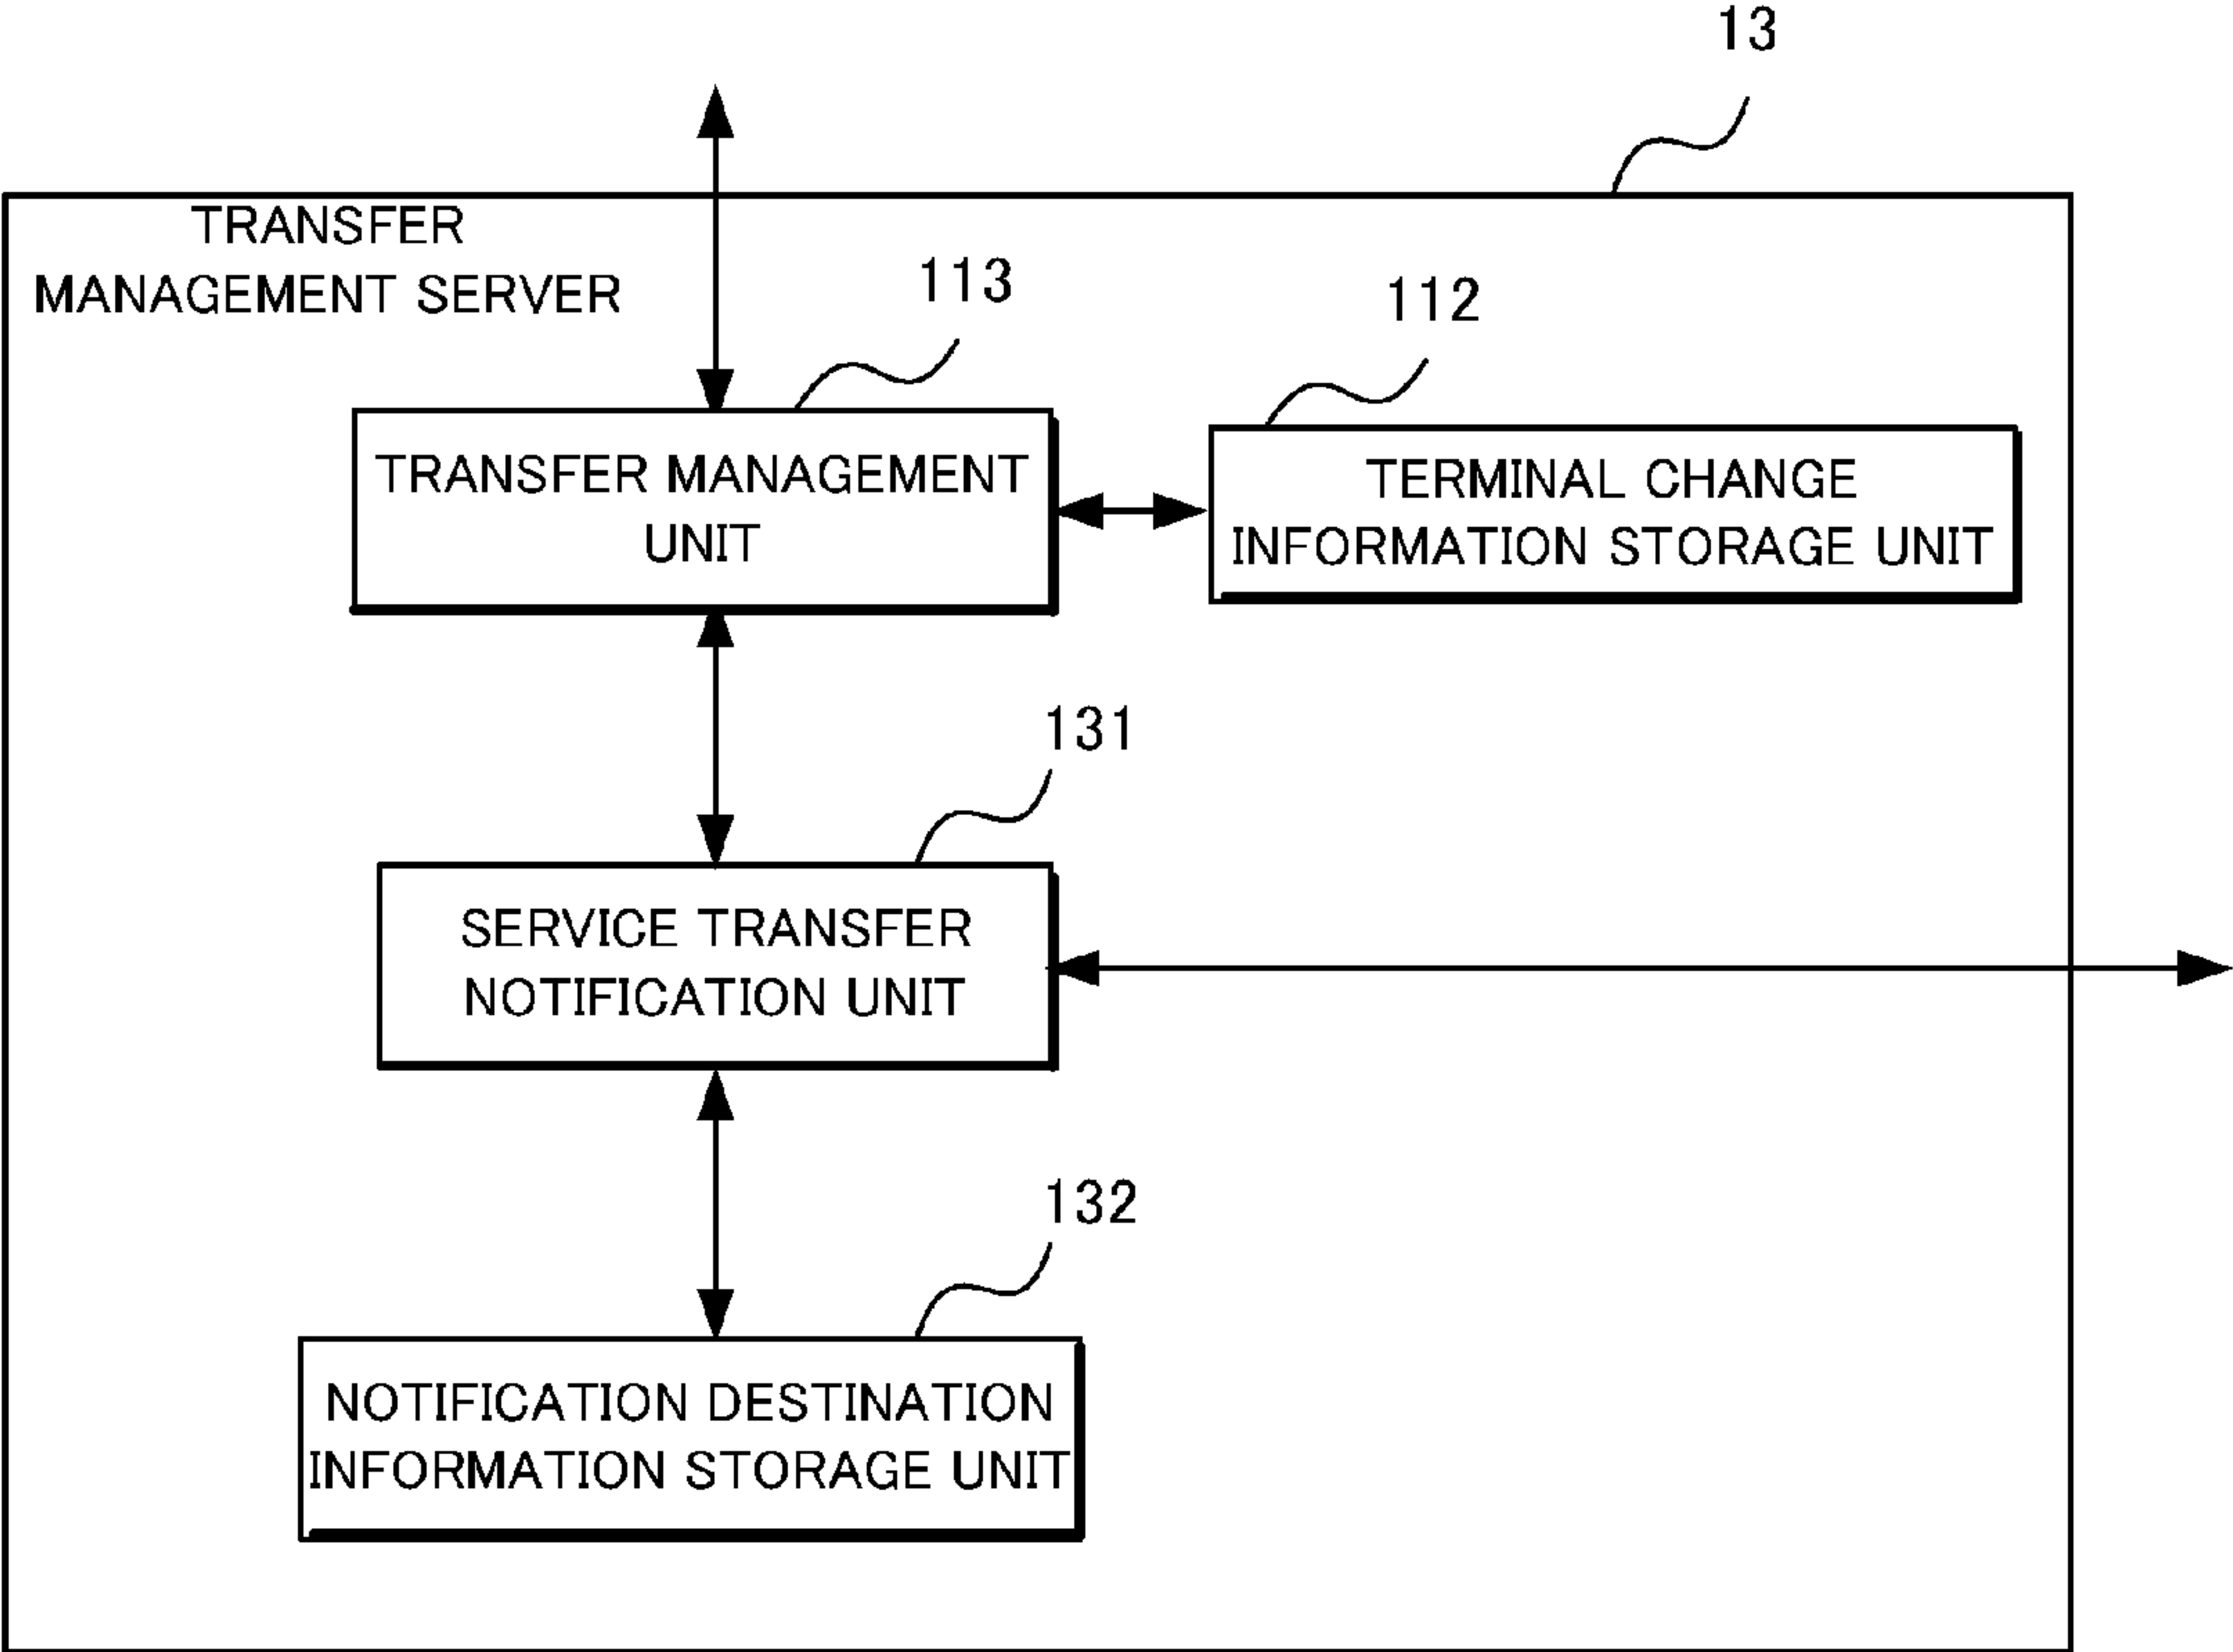 13
TRANSFER
MANAGEMENT SERVER
113
112
TRANSFER MANAGEMENT
UNIT
TERMINAL CHANGE
INFORMATION STORAGE UNIT
131
SERVICE TRANSFER
NOTIFICATION UNIT
132
NOTIFICATION DESTINATION
INFORMATION STORAGE UNIT